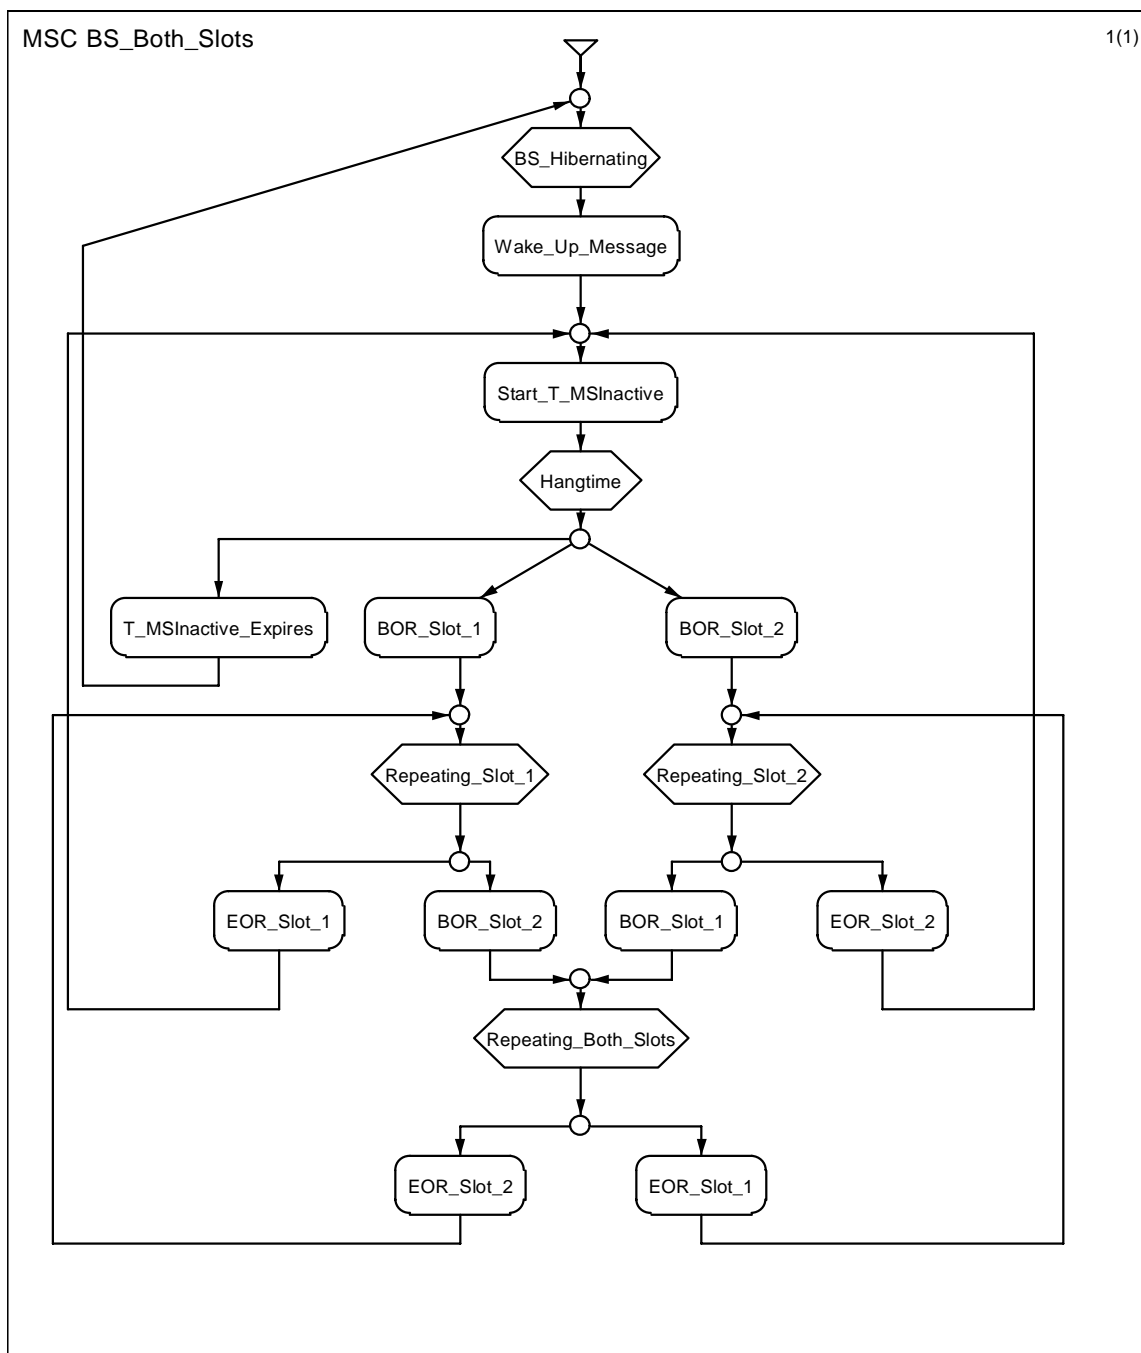 MSC BS_Both_Slots
1(1)
BS_Hibernating
Wake_Up_Message
Start_T_MSInactive
Hangtime
T_MSInactive_Expires
BOR_Slot_1
BOR_Slot_2
Repeating_Slot_1
Repeating_Slot_2
EOR_Slot_1
BOR_Slot_2
BOR_Slot_1
EOR_Slot_2
Repeating_Both_Slots
EOR_Slot_2
EOR_Slot_1